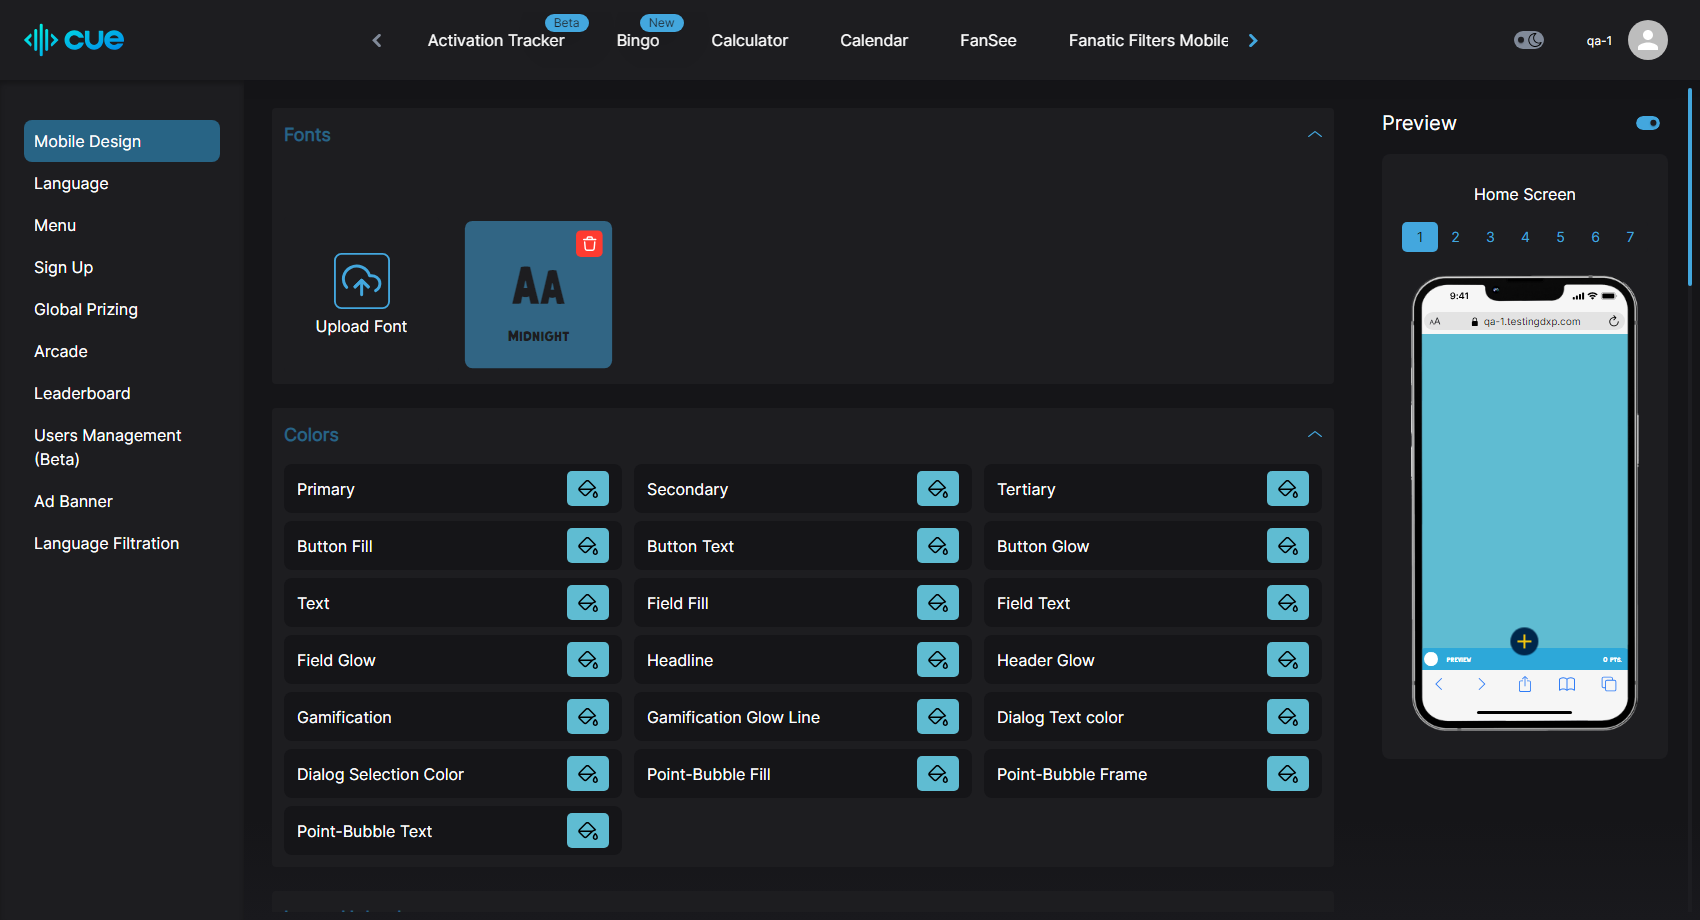 cue
Activation Tracker
Beta
Bingo
New
Calculator
Calendar
FanSee
Fanatic Filters Mobile
qa-1
Mobile Design
Language
Menu
Sign Up
Global Prizing
Arcade
Leaderboard
Users Management
(Beta)
Ad Banner
Language Filtration
Fonts
Upload Font
AA
MIDNIGHT
Colors
Primary
Secondary
Tertiary
Button Fill
Button Text
Button Glow
Text
Field Fill
Field Text
Field Glow
Headline
Header Glow
Gamification
Gamification Glow Line
Dialog Text color
Dialog Selection Color
Point-Bubble Fill
Point-Bubble Frame
Point-Bubble Text
Preview
Home Screen
1 2 3 4 5 6 7
9:41
AA qa-1.testingdxp.com
PREVIEW 0 PTS.